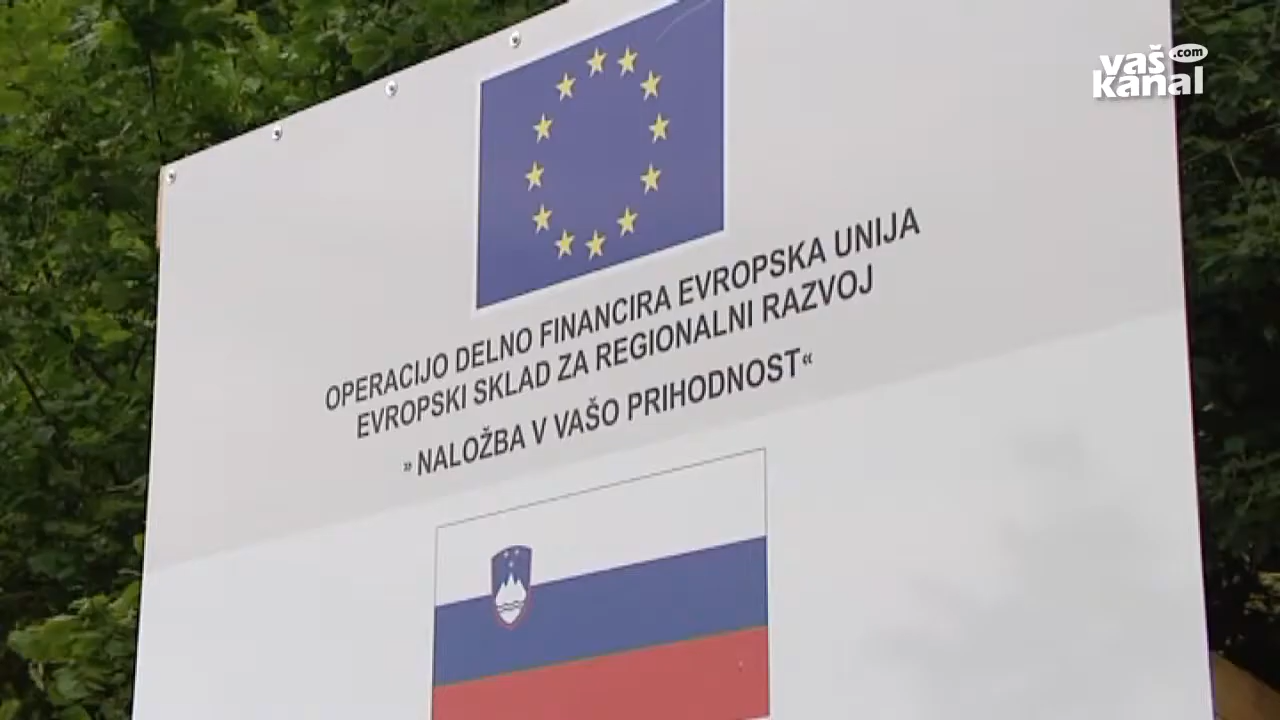 vaš .com
kanal
OPERACIJO DELNO FINANCIRA EVROPSKA UNIJA
EVROPSKI SKLAD ZA REGIONALNI RAZVOJ
»NALOŽBA V VAŠO PRIHODNOST«